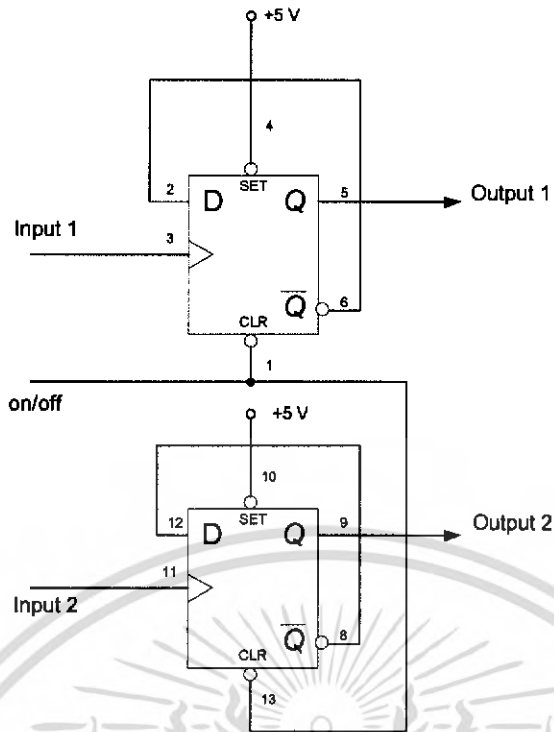 +5 V
4
2
D
SET
Q
5
Output 1
Input 1
3
Q
6
CLR
1
on/off
+5 V
10
12
D
SET
Q
9
Output 2
11
Input 2
Q
8
CLR
13